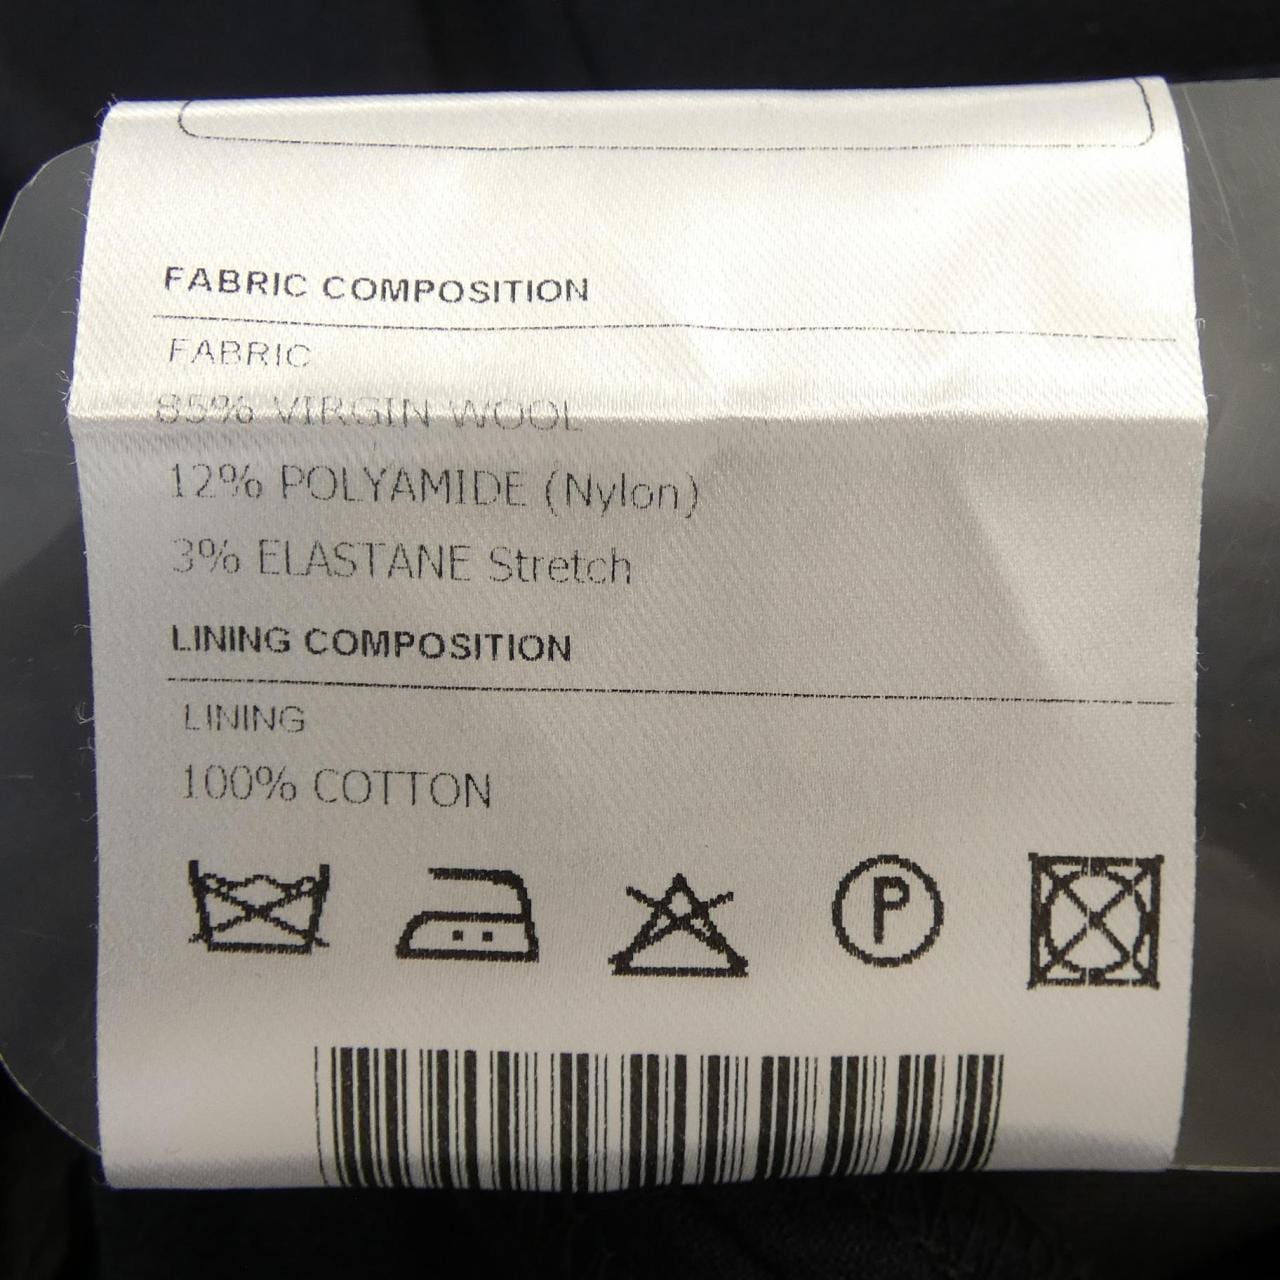 FABRIC COMPOSITION
FABRIC
85% VIRGIN WOOL
12% POLYAMIDE (Nylon)
3% ELASTANE Stretch
LINING COMPOSITION
LINING
100% COTTON
P